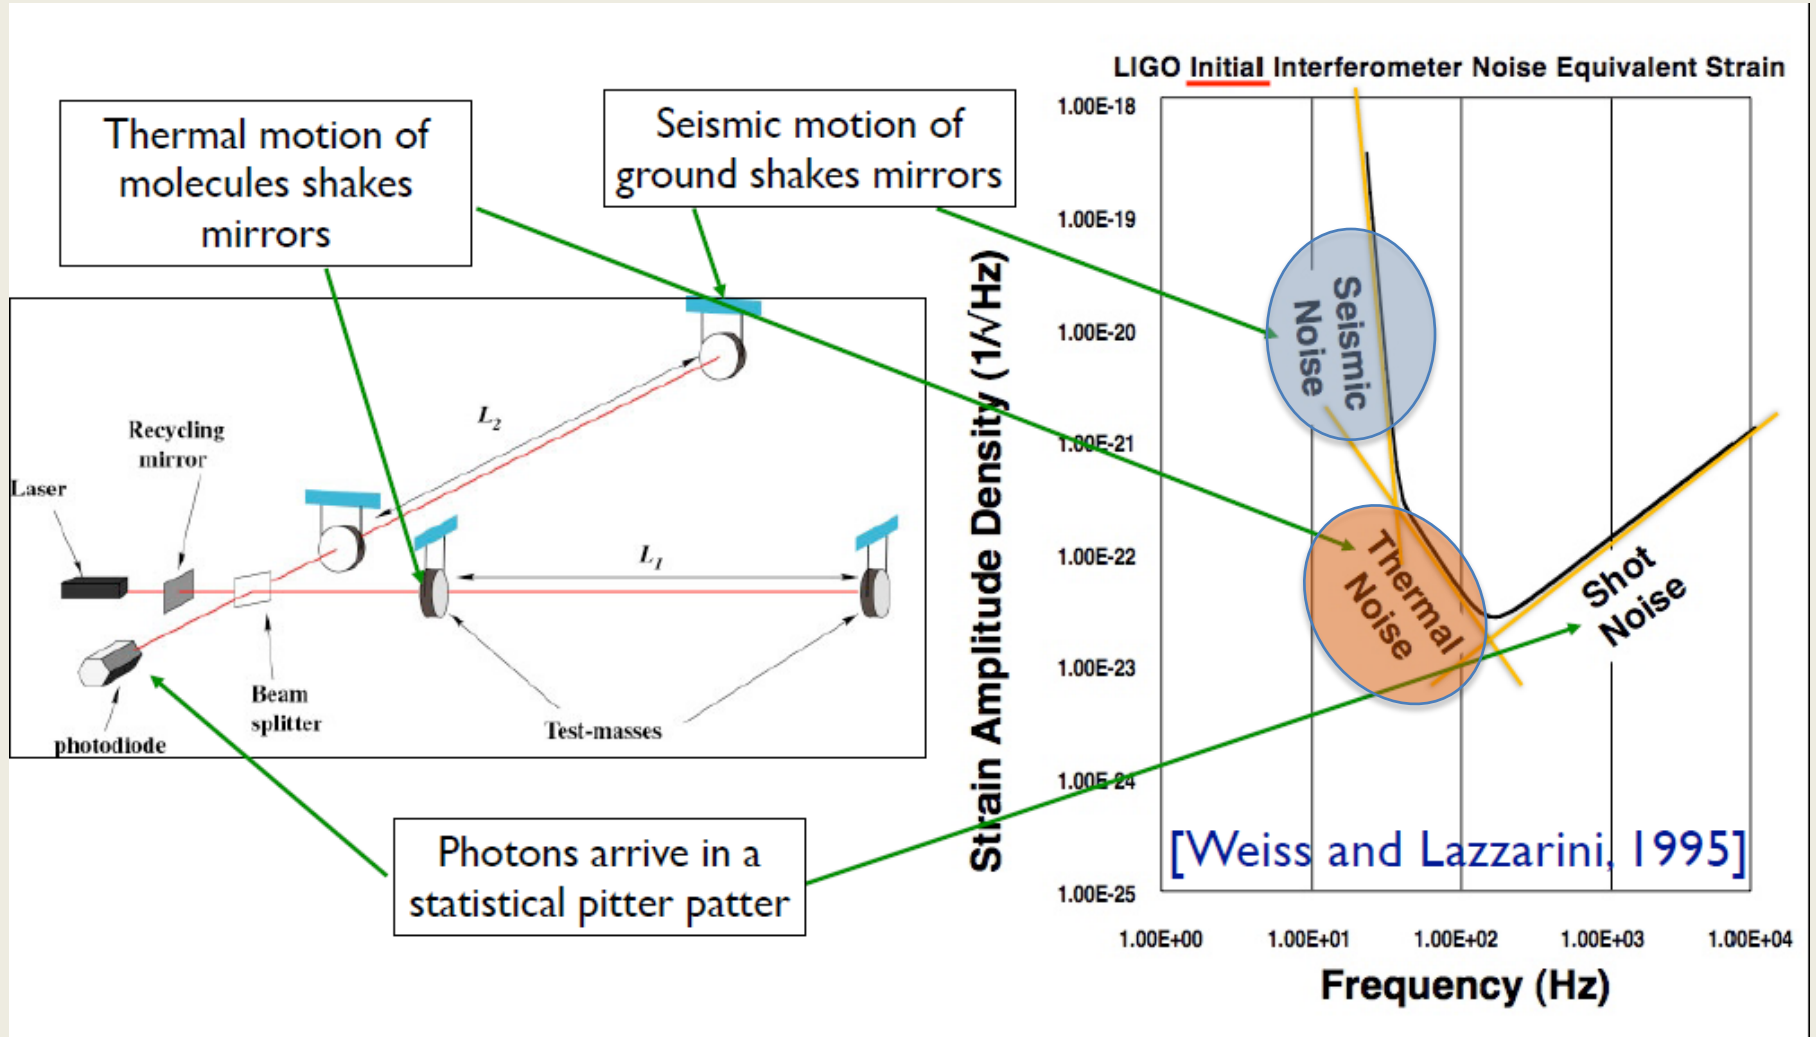 LIGO Initial Interferometer Noise Equivalent Strain
Thermal motion of
molecules shakes
mirrors
Seismic motion of
ground shakes mirrors
Recycling
mirror
Laser
L2
L1
Beam
splitter
photodiode
Test-masses
Photons arrive in a
statistical pitter patter
Strain Amplitude Density (1/√Hz)
1.00E-18
1.00E-19
1.00E-20
1.00E-21
1.00E-22
1.00E-23
1.00E-24
1.00E-25
Seismic
Noise
Thermal
Noise
Shot
Noise
[Weiss and Lazzarini, 1995]
1.00E+00 1.00E+01 1.00E+02 1.00E+03 1.00E+04
Frequency (Hz)